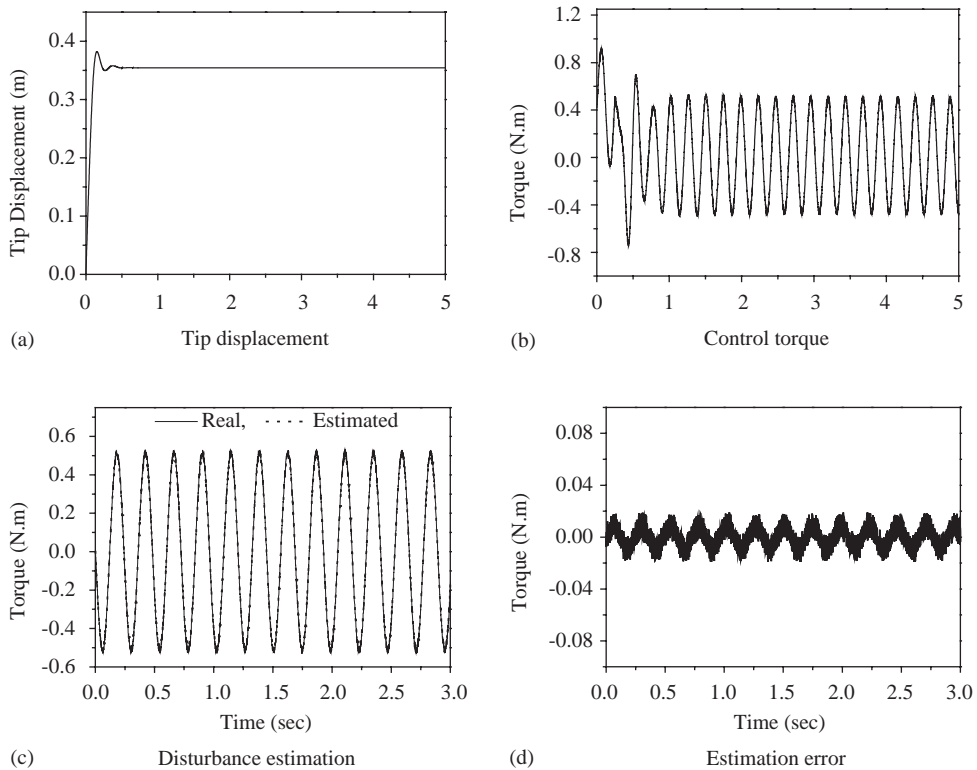 Tip Displacement (m)
0.4
0.3
0.2
0.1
0.0
0 1 2 3 4 5
(a) Tip displacement
Torque (N.m)
1.2
0.8
0.4
0.0
-0.4
-0.8
0 1 2 3 4 5
(b) Control torque
Torque (N.m)
0.6
0.4
0.2
0.0
-0.2
-0.4
-0.6
Real, Estimated
0.0 0.5 1.0 1.5 2.0 2.5 3.0
Time (sec)
(c) Disturbance estimation
Torque (N.m)
0.08
0.04
0.00
-0.04
-0.08
0.0 0.5 1.0 1.5 2.0 2.5 3.0
Time (sec)
(d) Estimation error